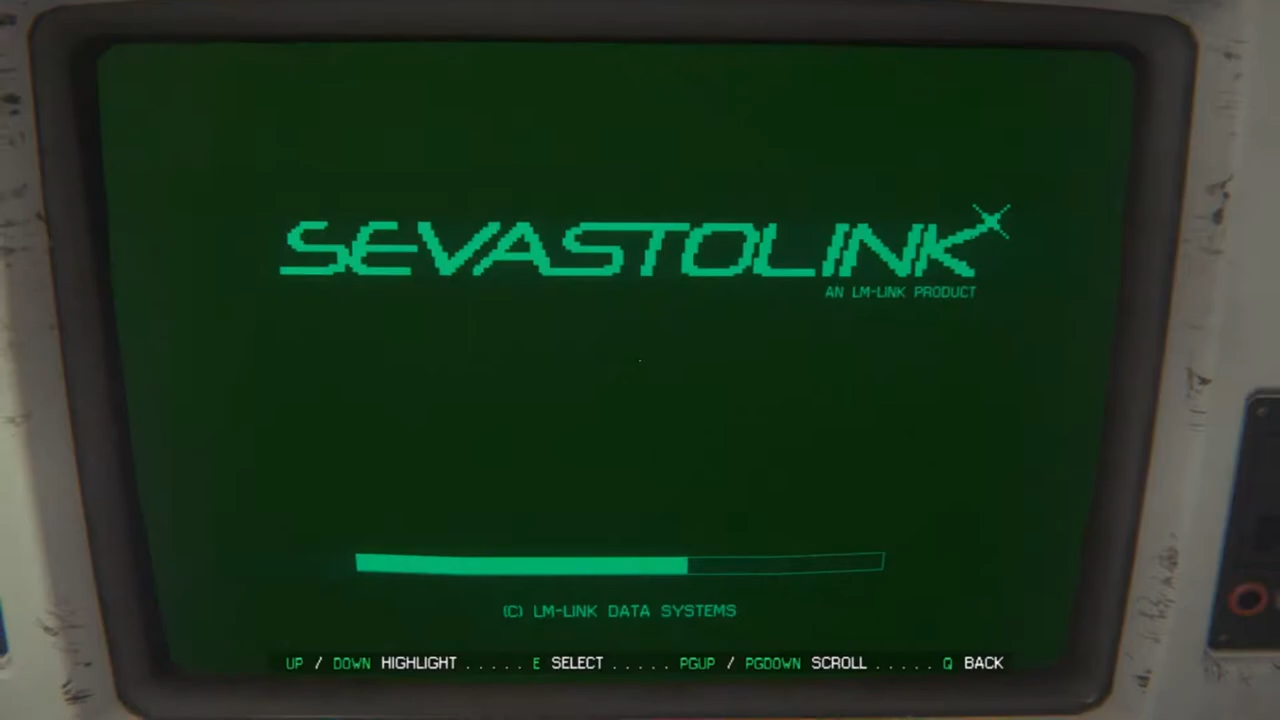 SEVASTOLINK
AN LM-LINK PRODUCT
(C) LM-LINK DATA SYSTEMS
UP / DOWN HIGHLIGHT ..... E SELECT ..... PGUP / PGDOWN SCROLL ..... Q BACK